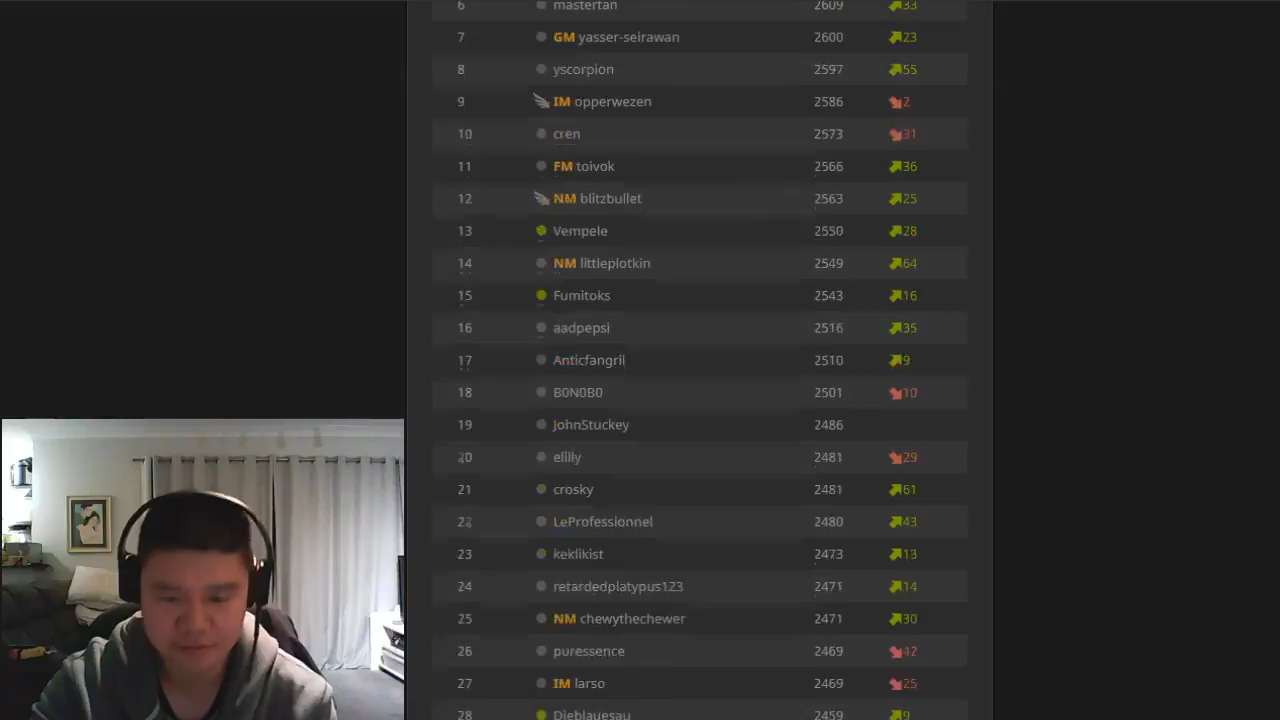 6 mastertan 2609 33
7 GM yasser-seirawan 2600 23
8 yscorpion 2597 55
9 IM opperwezen 2586 2
10 cren 2573 31
11 FM toivok 2566 36
12 NM blitzbullet 2563 25
13 Vempele 2550 28
14 NM littleplotkin 2549 64
15 Fumitoks 2543 16
16 aadpepsi 2516 35
17 Anticfangril 2510 9
18 B0N0B0 2501 10
19 JohnStuckey 2486
20 elilly 2481 29
21 crosky 2481 61
22 LeProfessionnel 2480 43
23 keklikist 2473 13
24 retardedplatypus123 2471 14
25 NM chewythechewer 2471 30
26 puressence 2469 42
27 IM larso 2469 25
28 Dieblauesau 2459 9